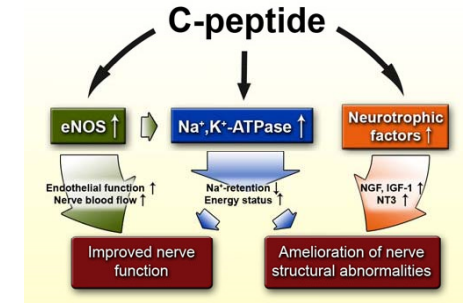 C-peptide
eNOS ↑
Na⁺,K⁺-ATPase ↑
Neurotrophic
factors ↑
Endothelial function ↑
Nerve blood flow ↑
Na⁺-retention ↓
Energy status ↑
NGF, IGF-1 ↑
NT3 ↑
Improved nerve
function
Amelioration of nerve
structural abnormalities